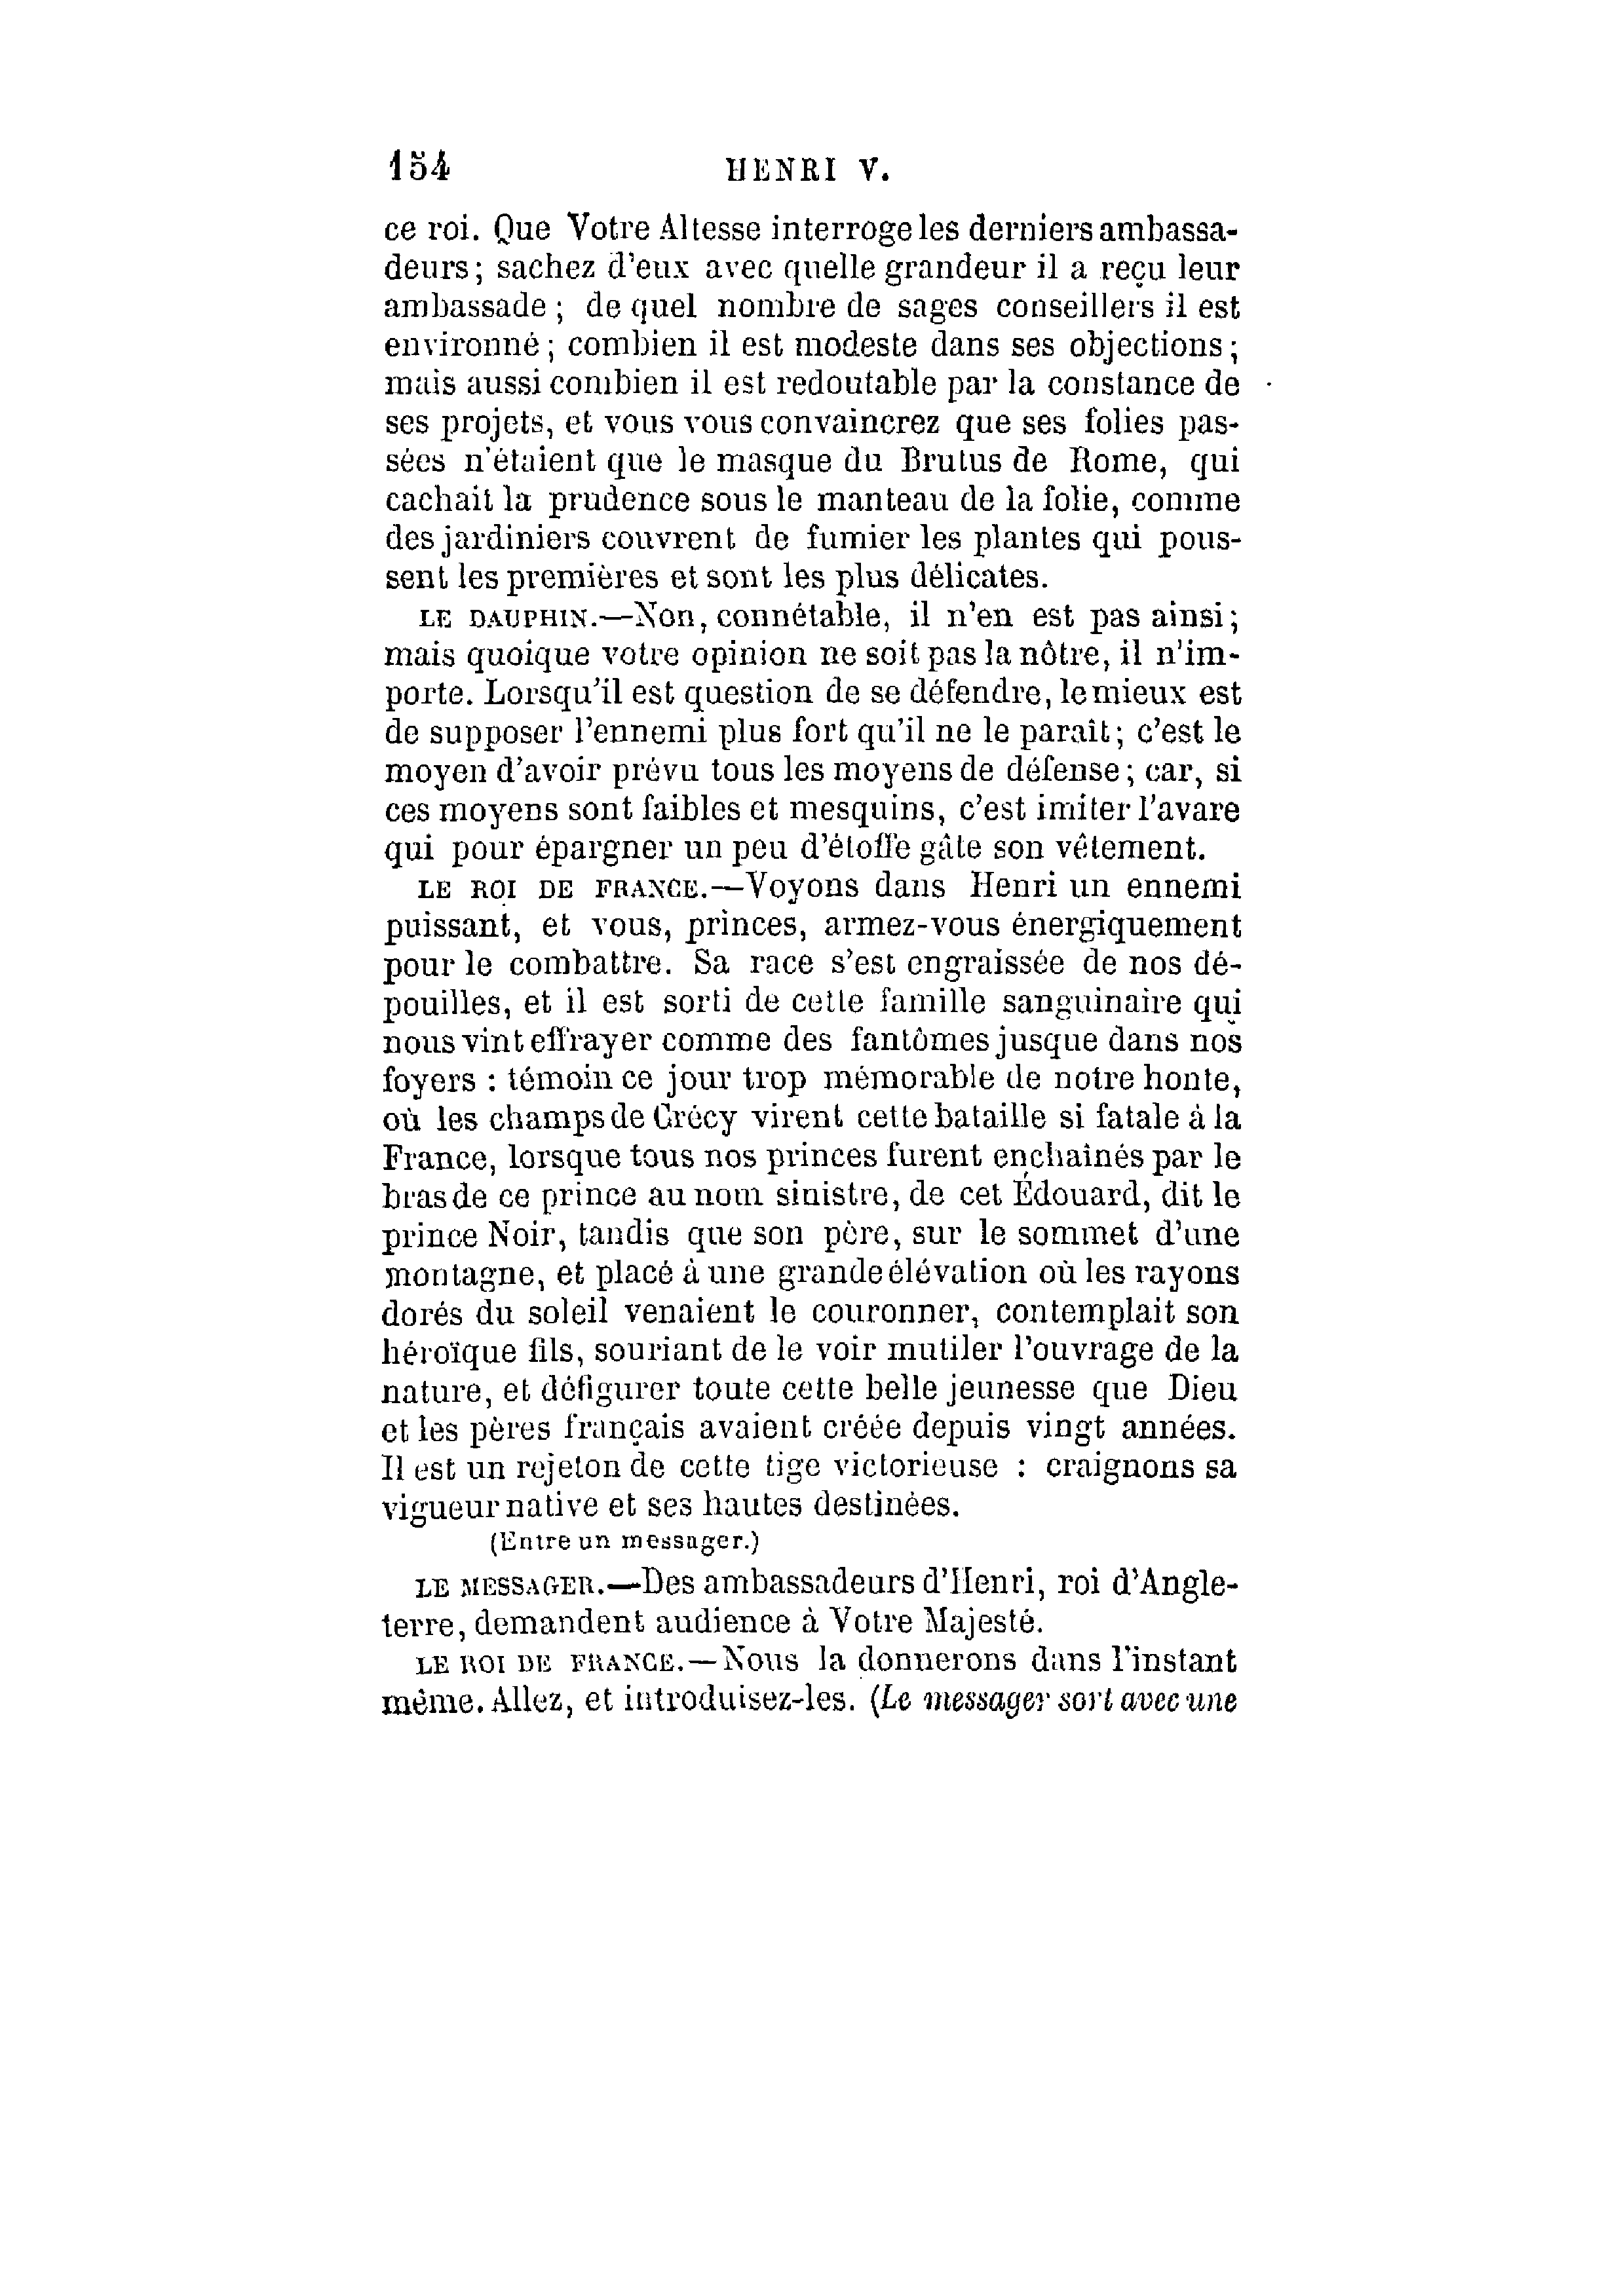 154 HENRI V.
ce roi. Que Votre Altesse interroge les derniers ambassa-
deurs; sachez d'eux avec quelle grandeur il a reçu leur
ambassade ; de quel nombre de sages conseillers il est
environné ; combien il est modeste dans ses objections ;
mais aussi combien il est redoutable par la constance de
ses projets, et vous vous convaincrez que ses folies pas-
sées n'étaient que le masque du Brutus de Rome, qui
cachait la prudence sous le manteau de la folie, comme
des jardiniers couvrent de fumier les plantes qui pous-
sent les premières et sont les plus délicates.
LE DAUPHIN.—Non, connétable, il n'en est pas ainsi;
mais quoique votre opinion ne soit pas la nôtre, il n'im-
porte. Lorsqu'il est question de se défendre, le mieux est
de supposer l'ennemi plus fort qu'il ne le paraît; c'est le
moyen d'avoir prévu tous les moyens de défense; car, si
ces moyens sont faibles et mesquins, c'est imiter l'avare
qui pour épargner un peu d'étoffe gâte son vêtement.
LE ROI DE FRANCE.—Voyons dans Henri un ennemi
puissant, et vous, princes, armez-vous énergiquement
pour le combattre. Sa race s'est engraissée de nos dé-
pouilles, et il est sorti de cette famille sanguinaire qui
nous vint effrayer comme des fantômes jusque dans nos
foyers : témoin ce jour trop mémorable de notre honte,
où les champs de Crécy virent cette bataille si fatale à la
France, lorsque tous nos princes furent enchaînés par le
bras de ce prince au nom sinistre, de cet Édouard, dit le
prince Noir, tandis que son père, sur le sommet d'une
montagne, et placé à une grande élévation où les rayons
dorés du soleil venaient le couronner, contemplait son
héroïque fils, souriant de le voir mutiler l'ouvrage de la
nature, et défigurer toute cette belle jeunesse que Dieu
et les pères français avaient créée depuis vingt années.
Il est un rejeton de cette tige victorieuse : craignons sa
vigueur native et ses hautes destinées.
(Entre un messager.)
LE MESSAGER.—Des ambassadeurs d'Henri, roi d'Angle-
terre, demandent audience à Votre Majesté.
LE ROI DE FRANCE.—Nous la donnerons dans l'instant
même. Allez, et introduisez-les. (Le messager sort avec une